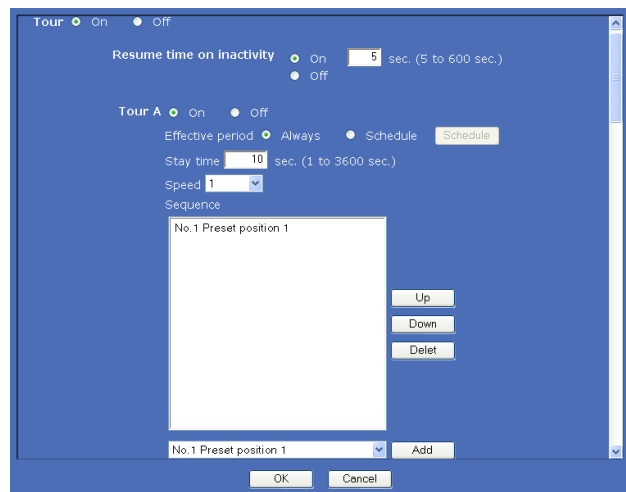 Tour On Off
Resume time on inactivity On 5 sec. (5 to 600 sec.)
Off
Tour A On Off
Effective period Always Schedule Schedule
Stay time 10 sec. (1 to 3600 sec.)
Speed 1
Sequence
No.1 Preset position 1
Up
Down
Delet
No.1 Preset position 1 Add
OK Cancel